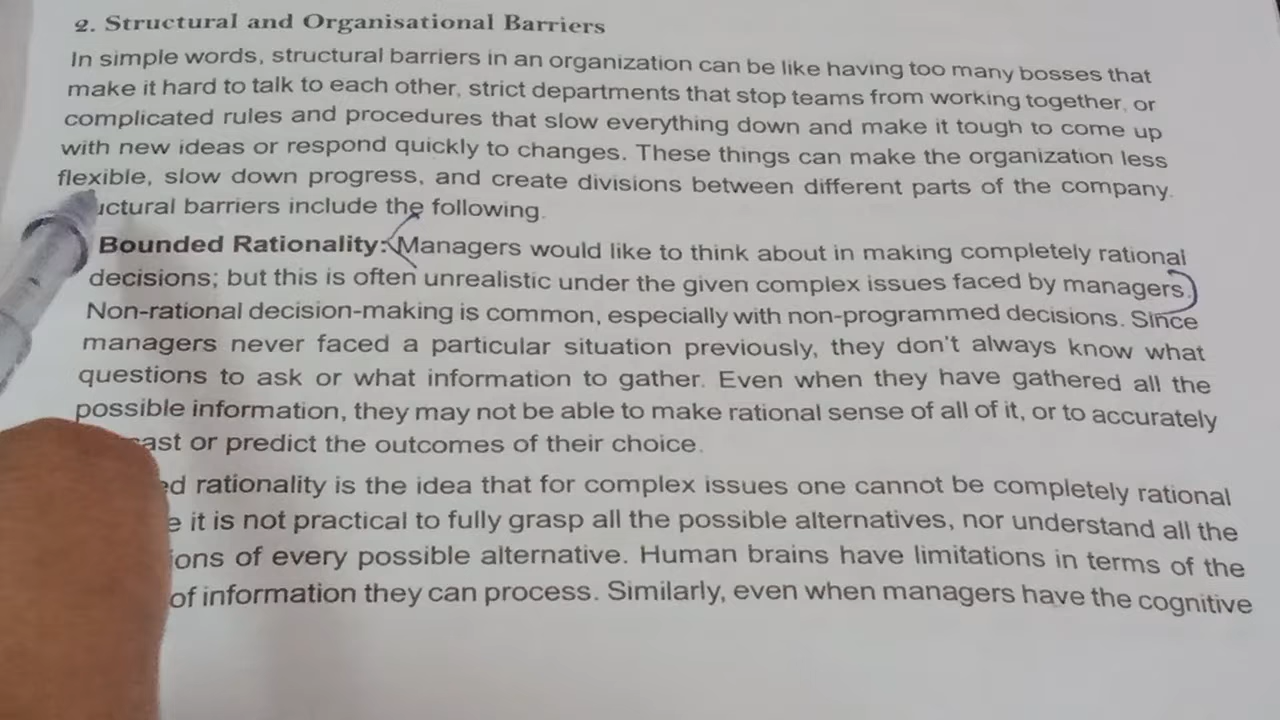 2. Structural and Organisational Barriers
In simple words, structural barriers in an organization can be like having too many bosses that
make it hard to talk to each other, strict departments that stop teams from working together, or
complicated rules and procedures that slow everything down and make it tough to come up
with new ideas or respond quickly to changes. These things can make the organization less
flexible, slow down progress, and create divisions between different parts of the company.
barriers include the following.
Bounded Rationality: Managers would like to think about in making completely rational
decisions; but this is often unrealistic under the given complex issues faced by managers.
Non-rational decision-making is common, especially with non-programmed decisions. Since
managers never faced a particular situation previously, they don't always know what
questions to ask or what information to gather. Even when they have gathered all the
possible information, they may not be able to make rational sense of all of it, or to accurately
or predict the outcomes of their choice.
rationality is the idea that for complex issues one cannot be completely rational
it is not practical to fully grasp all the possible alternatives, nor understand all the
of every possible alternative. Human brains have limitations in terms of the
of information they can process. Similarly, even when managers have the cognitive